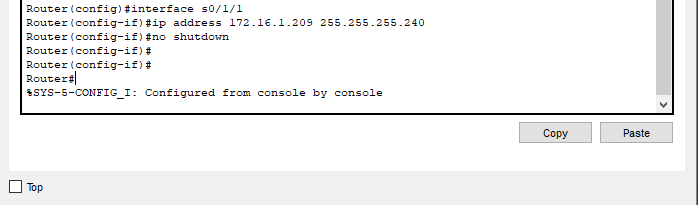 Router(config)#interface s0/1/1
Router(config-if)#ip address 172.16.1.209 255.255.255.240
Router(config-if)#no shutdown
Router(config-if)#
Router(config-if)#
Router#
%SYS-5-CONFIG_I: Configured from console by console
Copy Paste
Top